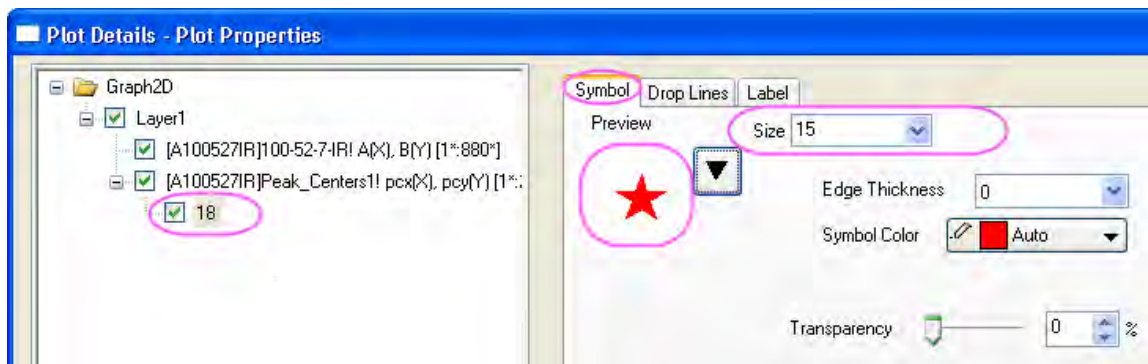 Plot Details - Plot Properties
Graph2D
Layer1
[A100527IR]100-52-7-IR! A(X), B(Y) [1*:880*]
[A100527IR]Peak_Centers1! pcx(X), pcy(Y) [1*:
18
Symbol Drop Lines Label
Preview
Size 15
Edge Thickness 0
Symbol Color Auto
Transparency 0 %